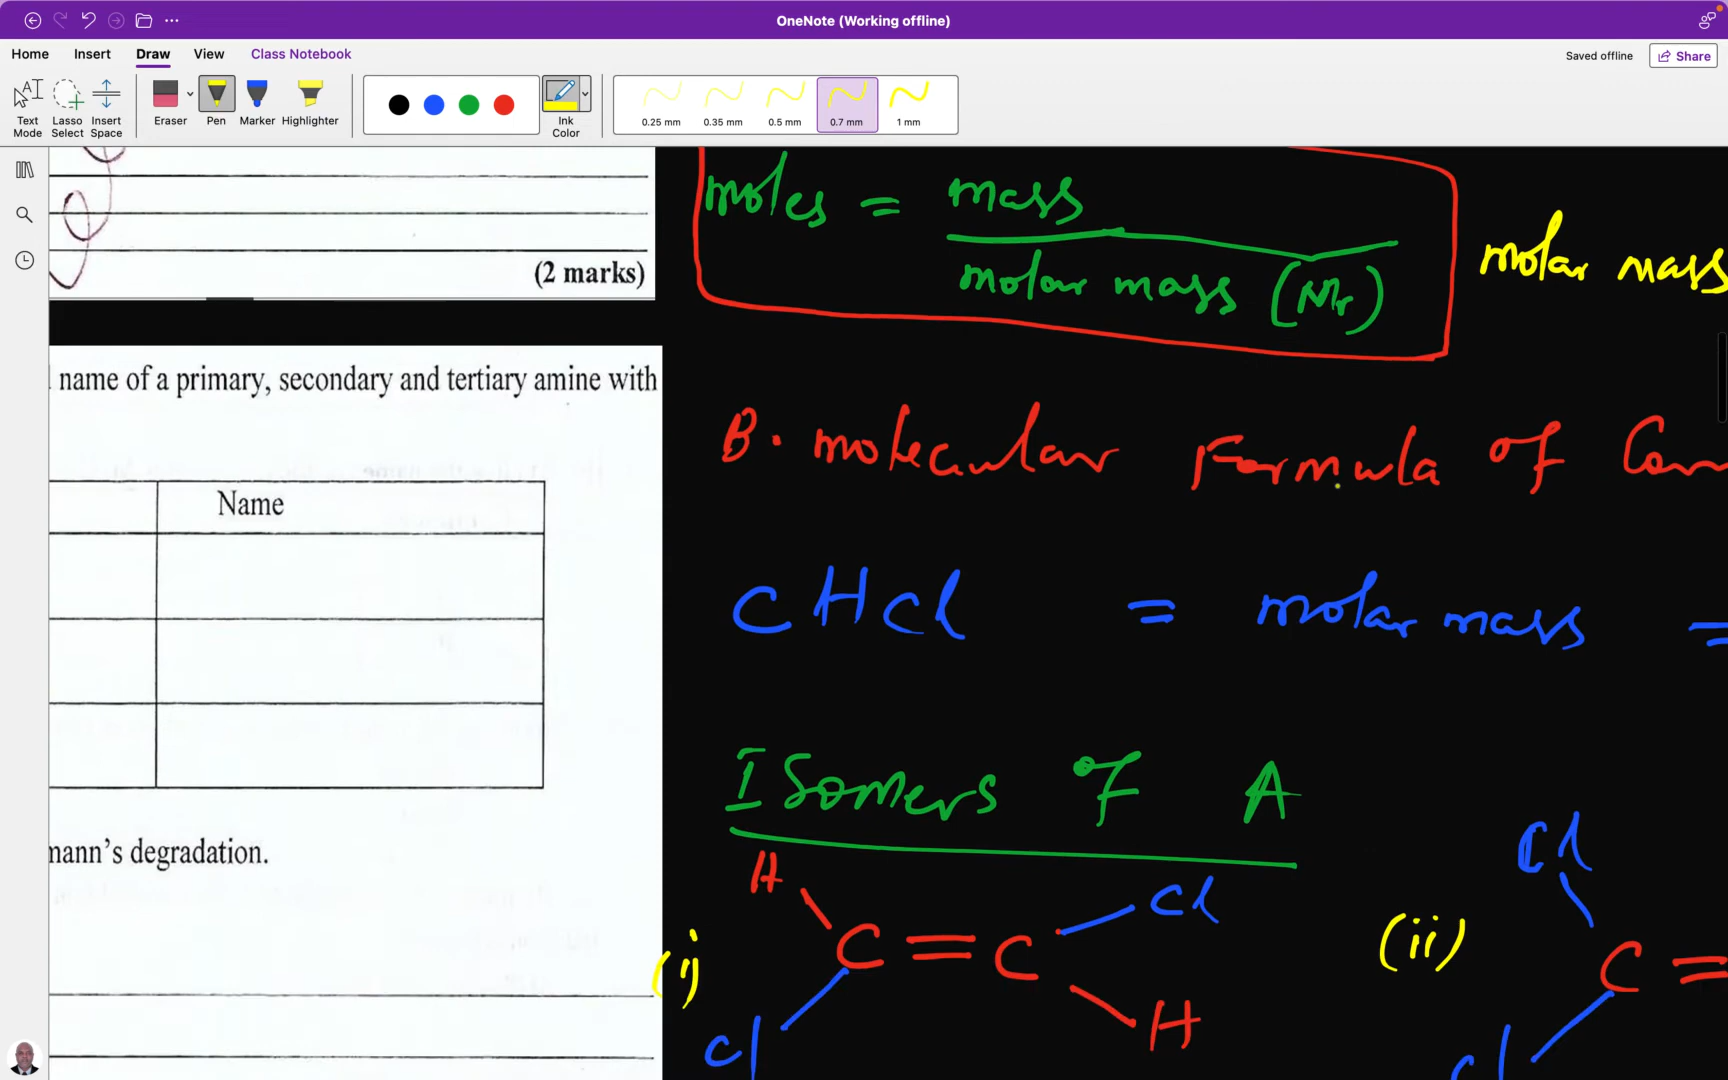 OneNote (Working offline)
Home Insert Draw View Class Notebook
Saved offline Share
Text Mode
Lasso Select
Insert Space
Eraser
Pen
Marker
Highlighter
Ink Color
0.25 mm 0.35 mm 0.5 mm 0.7 mm 1 mm
(2 marks)
name of a primary, secondary and tertiary amine with
Name
mann's degradation.
moles = mass
molar mass (Mr)
molar mass
B. molecular Formula of Com
CHCl = molar mass =
Isomers of A
(i)
H Cl
C = C
Cl H
(ii)
Cl
C =
Cl